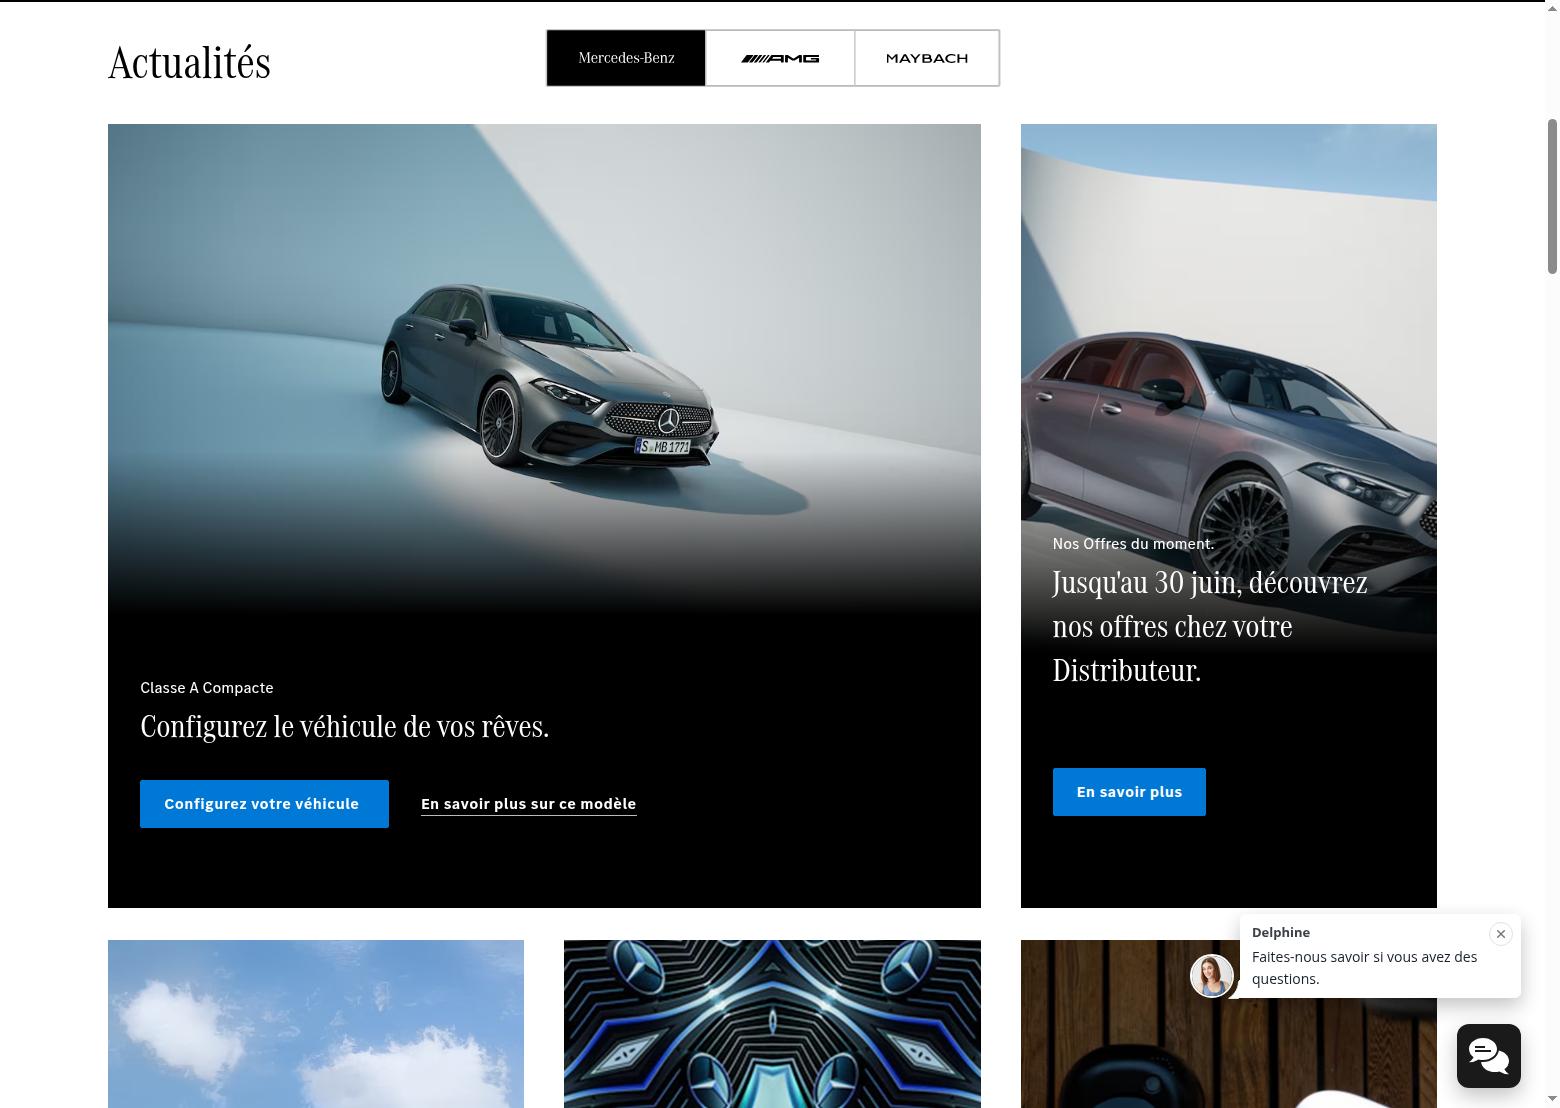 Actualités
Mercedes-Benz
AMG
MAYBACH
S MB 1771
Classe A Compacte
Configurez le véhicule de vos rêves.
Configurez votre véhicule
En savoir plus sur ce modèle
Nos Offres du moment.
Jusqu'au 30 juin, découvrez
nos offres chez votre
Distributeur.
En savoir plus
Delphine
Faites-nous savoir si vous avez des
questions.